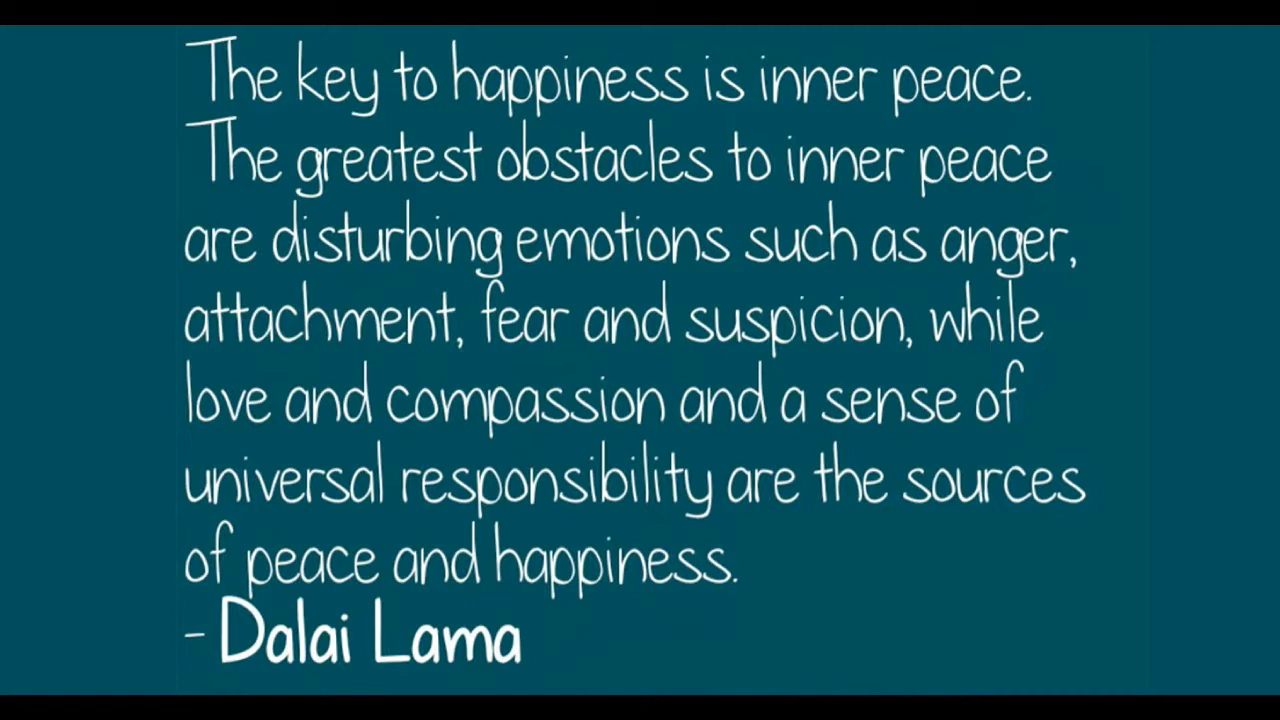 The key to happiness is inner peace.
The greatest obstacles to inner peace
are disturbing emotions such as anger,
attachment, fear and suspicion, while
love and compassion and a sense of
universal responsibility are the sources
of peace and happiness.
- Dalai Lama